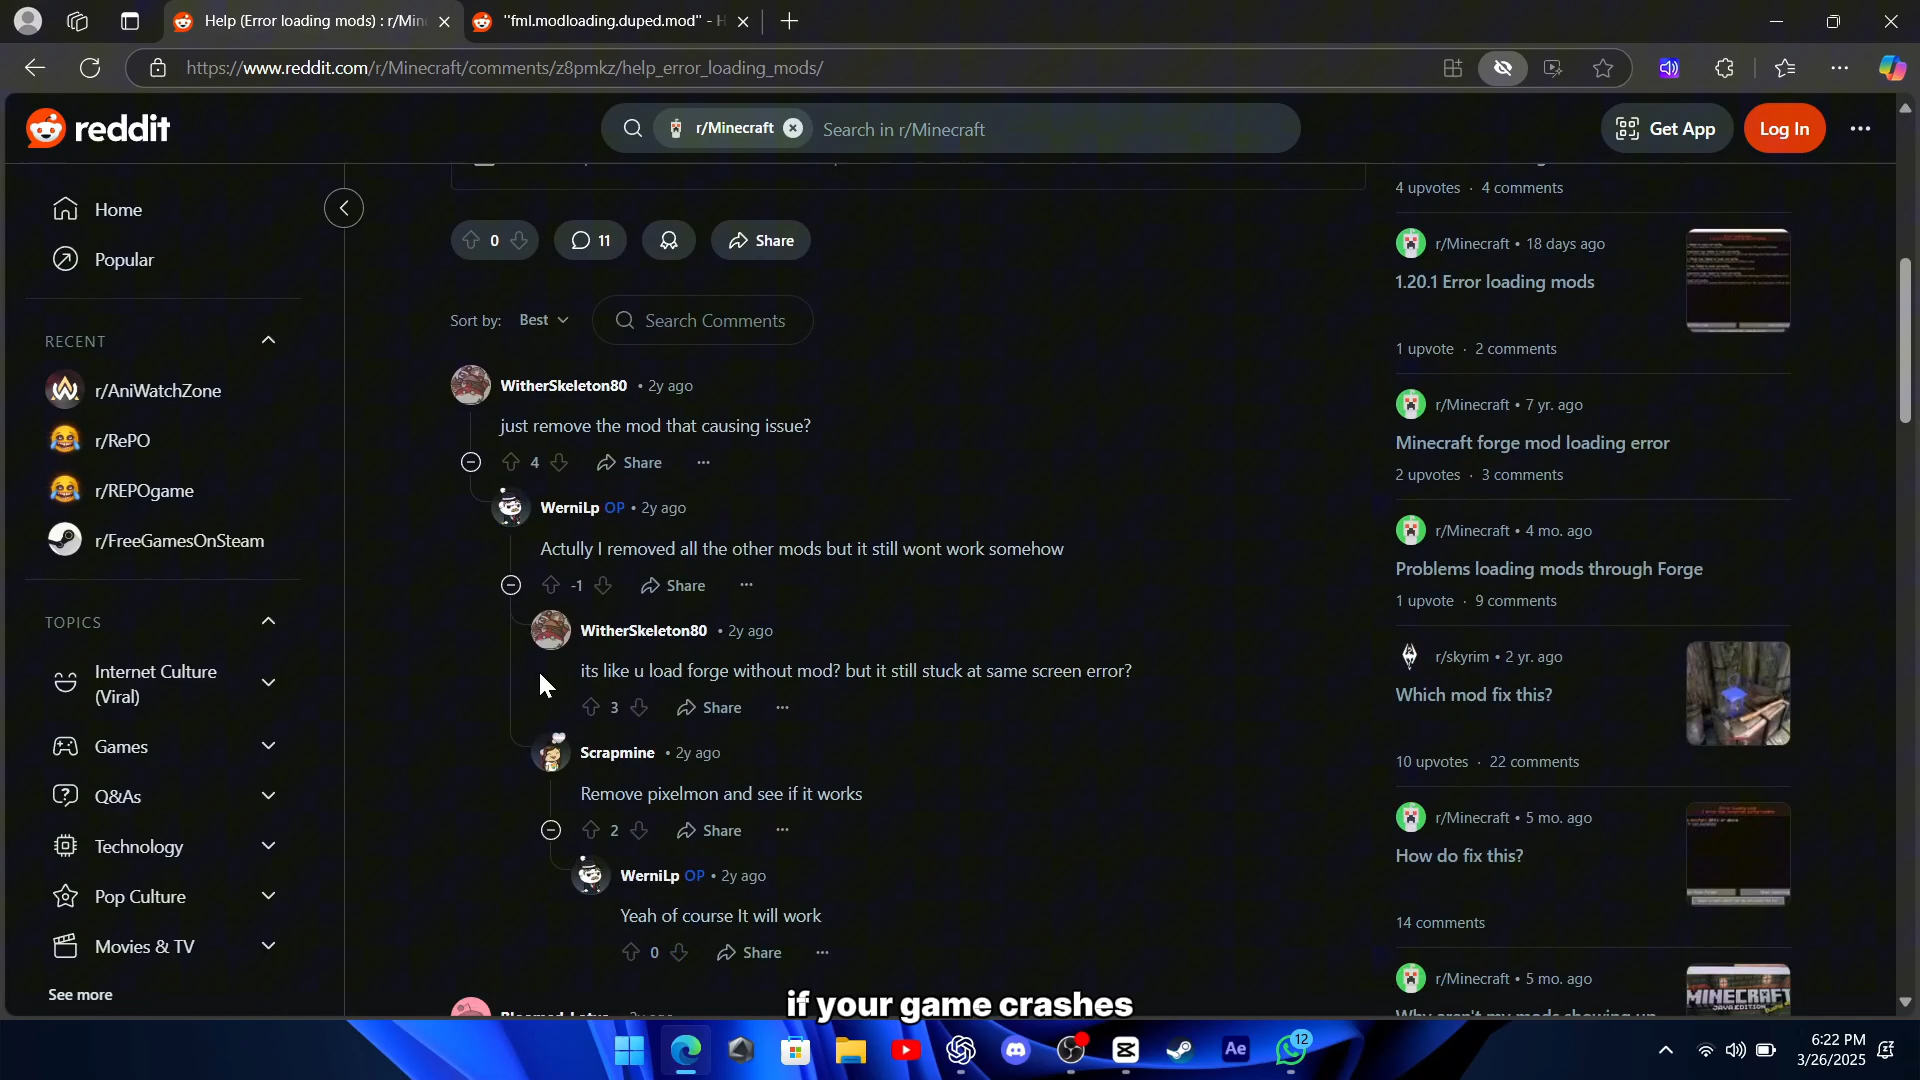 Help (Error loading mods) : r/Min
"fml.modloading.duped.mod" - H
https://www.reddit.com/r/Minecraft/comments/z8pmkz/help_error_loading_mods/
reddit
r/Minecraft
Search in r/Minecraft
Get App
Log In
Home
Popular
RECENT
r/AniWatchZone
r/RePO
r/REPOgame
r/FreeGamesOnSteam
TOPICS
Internet Culture
(Viral)
Games
Q&As
Technology
Pop Culture
Movies & TV
See more
0
11
Share
Sort by: Best
Search Comments
WitherSkeleton80 • 2y ago
just remove the mod that causing issue?
4 Share
WerniLp OP • 2y ago
Actully I removed all the other mods but it still wont work somehow
-1 Share
WitherSkeleton80 • 2y ago
its like u load forge without mod? but it still stuck at same screen error?
3 Share
Scrapmine • 2y ago
Remove pixelmon and see if it works
2 Share
WerniLp OP • 2y ago
Yeah of course It will work
0 Share
if your game crashes
4 upvotes · 4 comments
r/Minecraft • 18 days ago
1.20.1 Error loading mods
1 upvote · 2 comments
r/Minecraft • 7 yr. ago
Minecraft forge mod loading error
2 upvotes · 3 comments
r/Minecraft • 4 mo. ago
Problems loading mods through Forge
1 upvote · 9 comments
r/skyrim • 2 yr. ago
Which mod fix this?
10 upvotes · 22 comments
r/Minecraft • 5 mo. ago
How do fix this?
14 comments
r/Minecraft • 5 mo. ago
MINECRAFT
JAVA EDITION
Ae
12
6:22 PM
3/26/2025